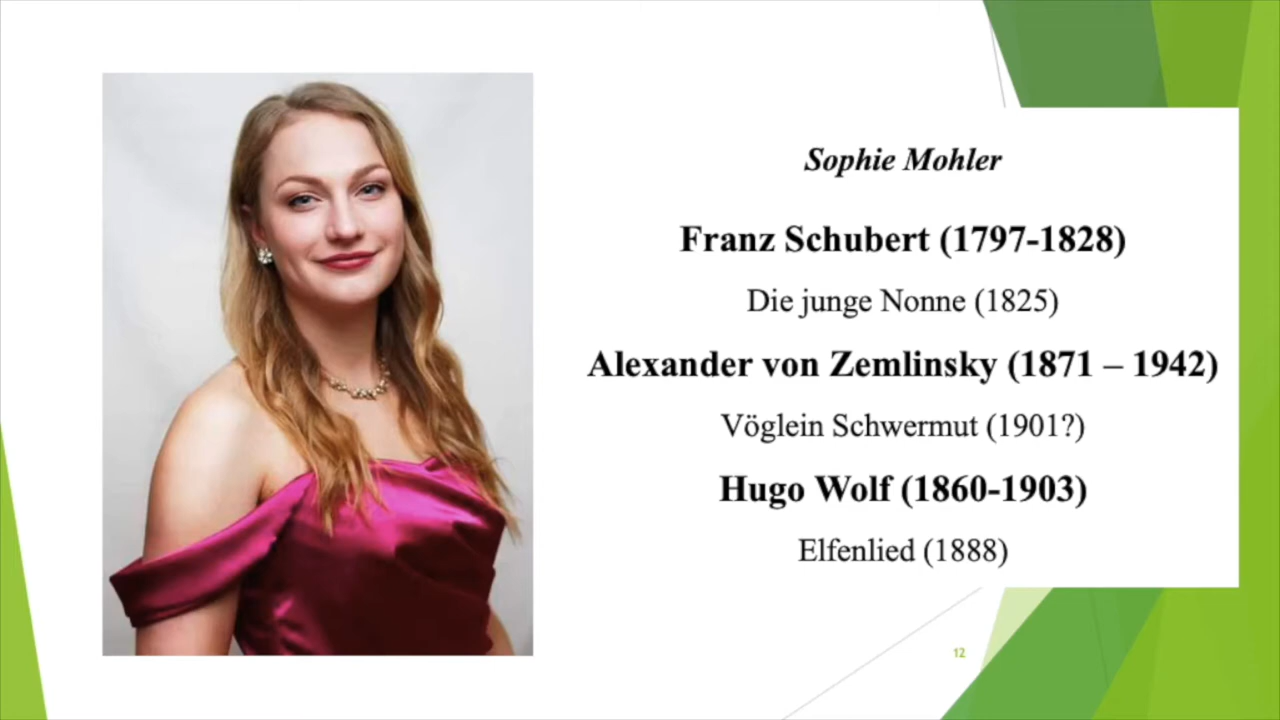 Sophie Mohler
Franz Schubert (1797-1828)
Die junge Nonne (1825)
Alexander von Zemlinsky (1871 – 1942)
Vöglein Schwermut (1901?)
Hugo Wolf (1860-1903)
Elfenlied (1888)
12